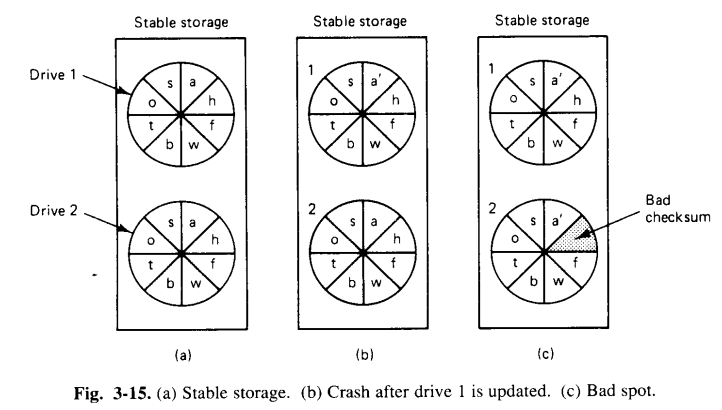 Stable storage
Stable storage
Stable storage
Drive 1
s a
o h
t f
b w
Drive 2
s a
o h
t f
b w
1
s a'
o h
t f
b w
2
s a
o h
t f
b w
1
s a'
o h
t f
b w
2
s a'
o
t f
b w
Bad
checksum
(a)
(b)
(c)
Fig. 3-15. (a) Stable storage. (b) Crash after drive 1 is updated. (c) Bad spot.